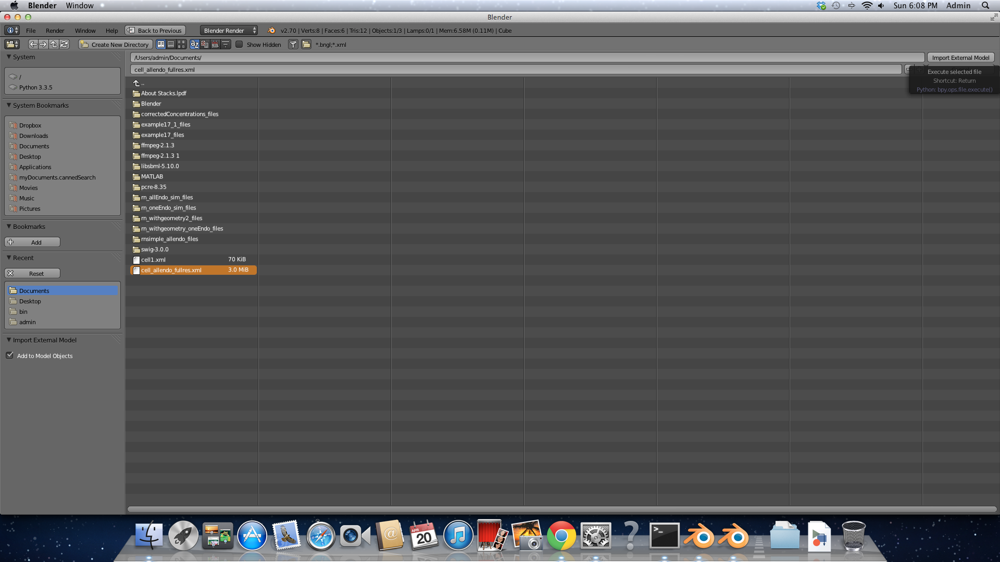 Blender Window Sun 6:08 PM Admin
Blender
File Render Window Help Back to Previous Blender Render v2.70 | Verts:8 | Faces:6 | Tris:12 | Objects:1/3 | Lamps:0/1 | Mem:6.58M (0.11M) | Cube
Create New Directory Show Hidden *.bngl;*.xml
System
/
Python 3.3.5
System Bookmarks
Dropbox
Downloads
Documents
Desktop
Applications
myDocuments.cannedSearch
Movies
Music
Pictures
Bookmarks
Add
Recent
Reset
Documents
Desktop
bin
admin
Import External Model
Add to Model Objects
/Users/admin/Documents/ Import External Model
cell_allendo_fullres.xml
Execute selected file
Shortcut: Return
Python: bpy.ops.file.execute()
..
About Stacks.lpdf
Blender
correctedConcentrations_files
example17_1_files
example17_files
ffmpeg-2.1.3
ffmpeg-2.1.3 1
libsbml-5.10.0
MATLAB
pcre-8.35
rn_allEndo_sim_files
rn_oneEndo_sim_files
rn_withgeometry2_files
rn_withgeometry_oneEndo_files
rnsimple_allendo_files
swig-3.0.0
cell1.xml 70 KiB
cell_allendo_fullres.xml 3.0 MiB
APR
20